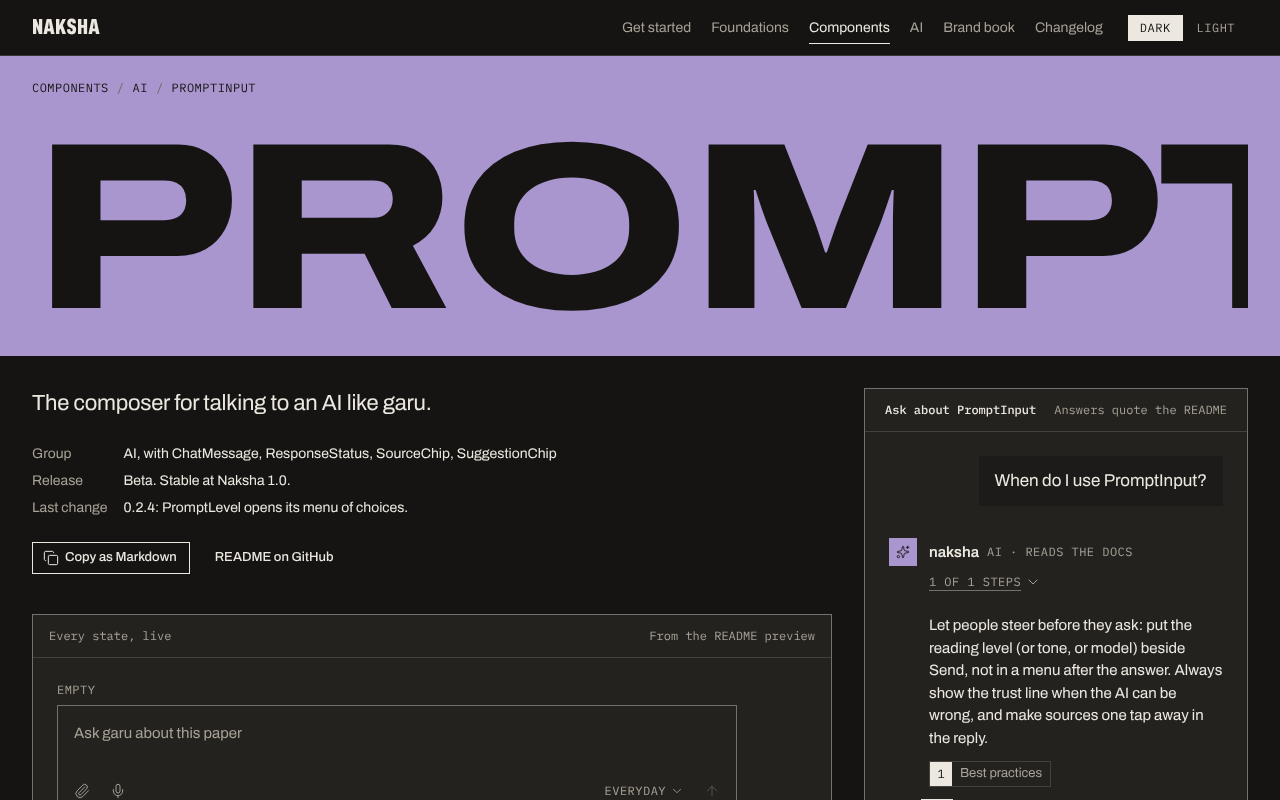 NAKSHA
Get started Foundations Components AI Brand book Changelog DARK LIGHT
COMPONENTS / AI / PROMPTINPUT
PROMPT
The composer for talking to an AI like garu.
Group AI, with ChatMessage, ResponseStatus, SourceChip, SuggestionChip
Release Beta. Stable at Naksha 1.0.
Last change 0.2.4: PromptLevel opens its menu of choices.
Copy as Markdown README on GitHub
Every state, live From the README preview
EMPTY
Ask garu about this paper
EVERYDAY
Ask about PromptInput Answers quote the README
When do I use PromptInput?
naksha AI · READS THE DOCS
1 OF 1 STEPS
Let people steer before they ask: put the
reading level (or tone, or model) beside
Send, not in a menu after the answer. Always
show the trust line when the AI can be
wrong, and make sources one tap away in
the reply.
1 Best practices